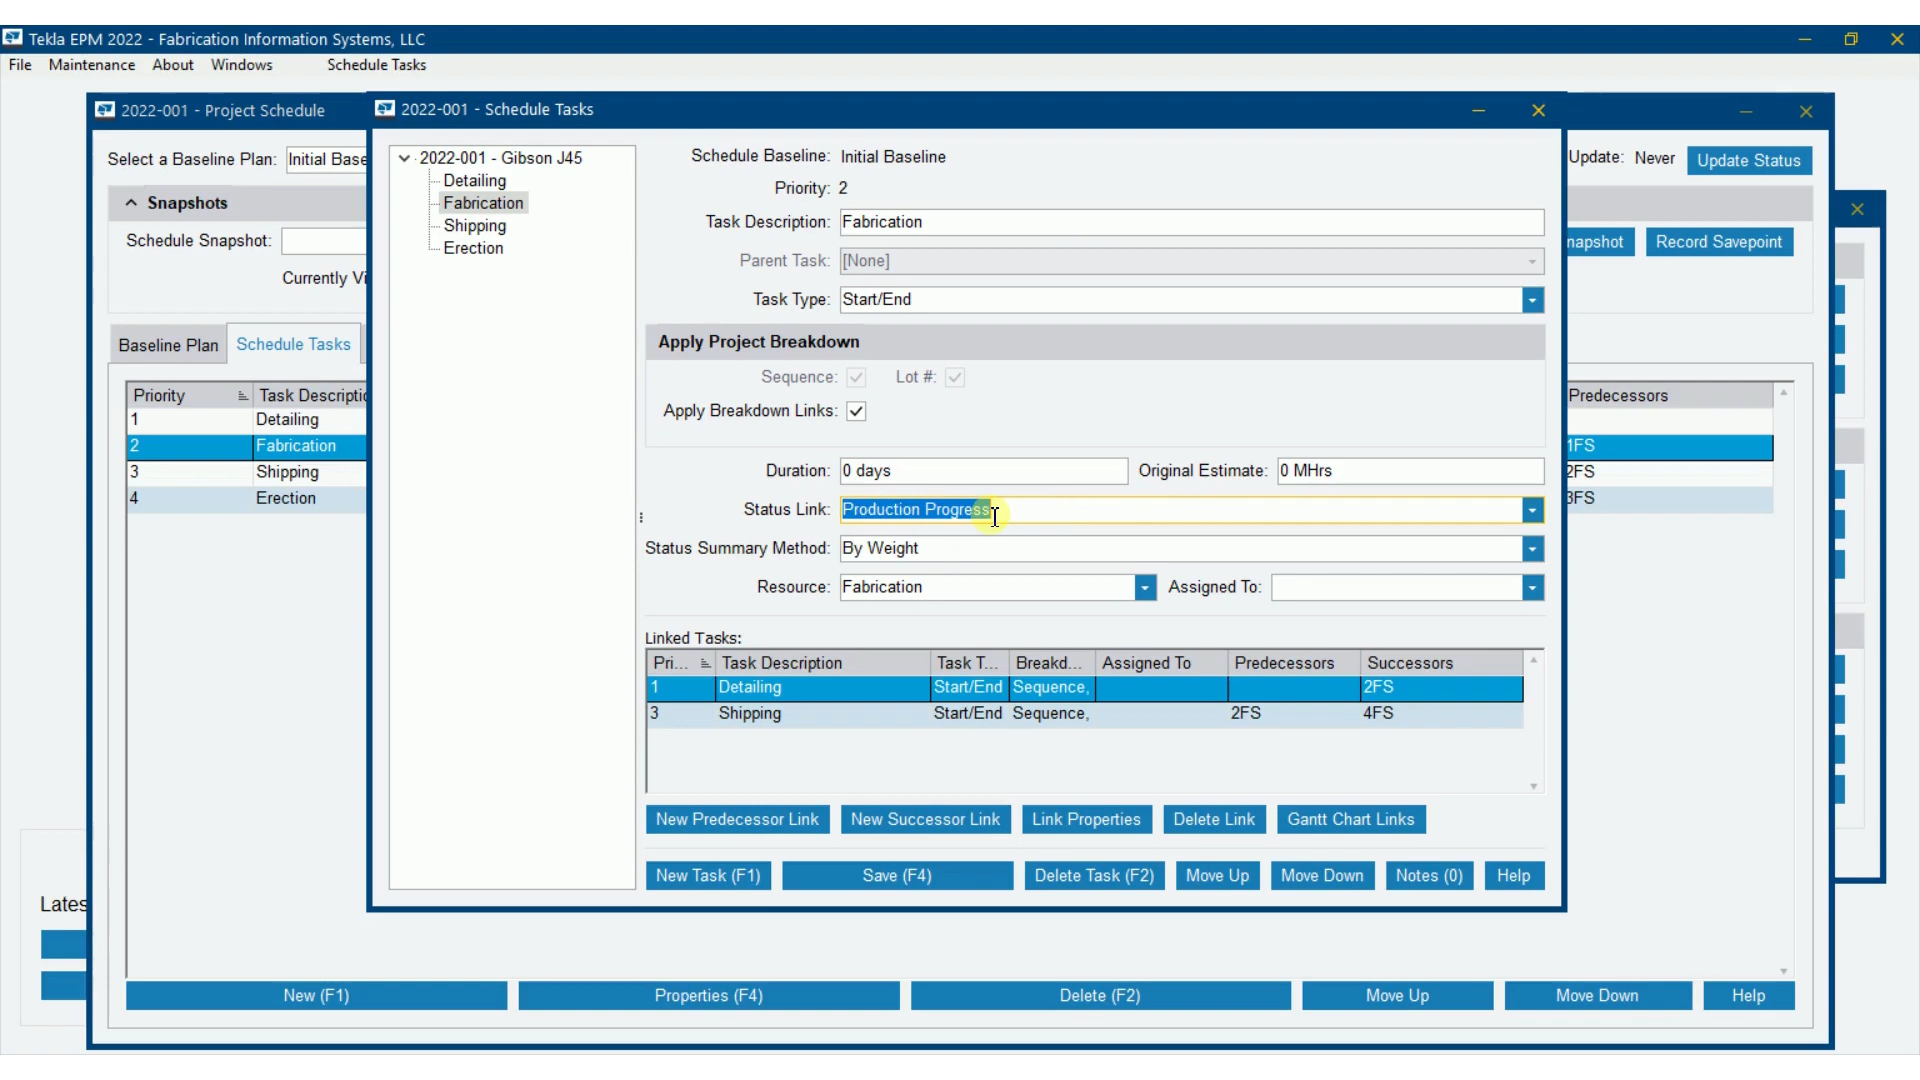 Tekla EPM 2022 - Fabrication Information Systems, LLC
File Maintenance About Windows Schedule Tasks
2022-001 - Project Schedule
Select a Baseline Plan: Initial Base
Snapshots
Schedule Snapshot:
Currently Vi
Baseline Plan Schedule Tasks
Priority Task Descriptio
1 Detailing
2 Fabrication
3 Shipping
4 Erection
2022-001 - Schedule Tasks
2022-001 - Gibson J45
Detailing
Fabrication
Shipping
Erection
Schedule Baseline: Initial Baseline
Priority: 2
Task Description: Fabrication
Parent Task: [None]
Task Type: Start/End
Apply Project Breakdown
Sequence: Lot #:
Apply Breakdown Links:
Duration: 0 days Original Estimate: 0 MHrs
Status Link: Production Progress
Status Summary Method: By Weight
Resource: Fabrication Assigned To:
Linked Tasks:
Pri... Task Description Task T... Breakd... Assigned To Predecessors Successors
1 Detailing Start/End Sequence, 2FS
3 Shipping Start/End Sequence, 2FS 4FS
New Predecessor Link New Successor Link Link Properties Delete Link Gantt Chart Links
New Task (F1) Save (F4) Delete Task (F2) Move Up Move Down Notes (0) Help
Update: Never Update Status
napshot Record Savepoint
Predecessors
1FS
2FS
3FS
Lates
New (F1) Properties (F4) Delete (F2) Move Up Move Down Help